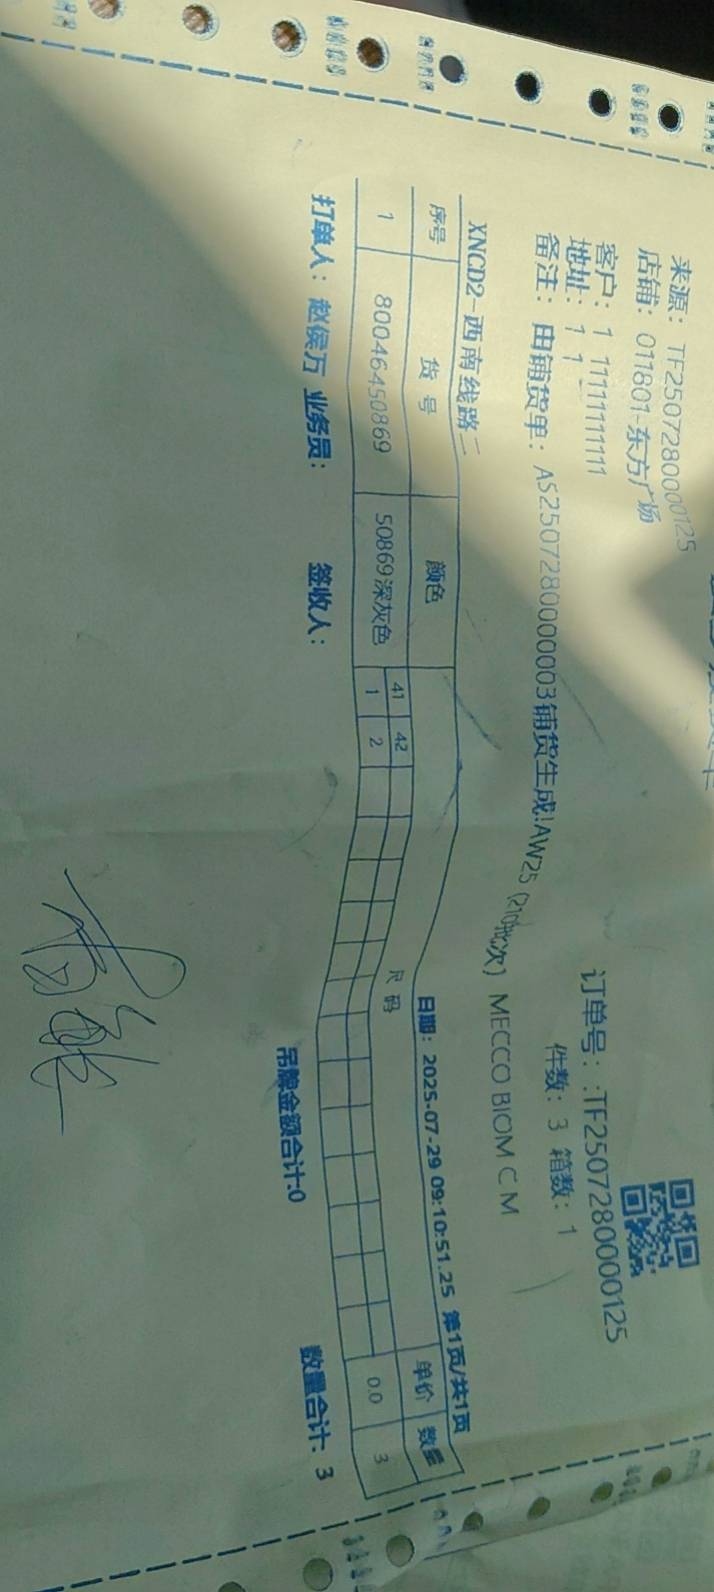 来源：TF2507280000125
订单号：:TF2507280000125
店铺：011801-东方广场
客户：1 11111111111
件数：3 箱数：1
地址：1 1
备注：由铺货单：AS2507280000003铺货生成!AW25 (210批次) MECCO BIOM C.M
XNCD2-西南线路二
日期：2025-07-29 09:10:51.25 第1页/共1页
序号 货号 颜色 尺码 单价 数量
41 42
1 80046450869 50869深灰色 1 2 0.0 3
打单人：赵侯万 业务员： 签收人： 吊牌金额合计:0 数量合计: 3